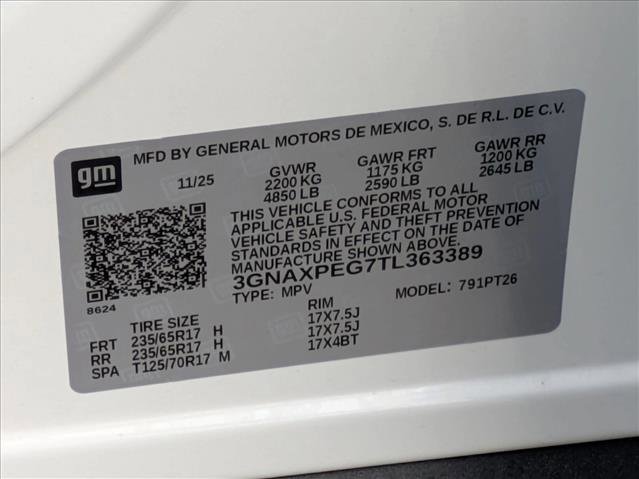 gm MFD BY GENERAL MOTORS DE MEXICO, S. DE R.L. DE C.V.
11/25 GVWR GAWR FRT GAWR RR
2200 KG 1175 KG 1200 KG
4850 LB 2590 LB 2645 LB
THIS VEHICLE CONFORMS TO ALL
APPLICABLE U.S. FEDERAL MOTOR
VEHICLE SAFETY AND THEFT PREVENTION
STANDARDS IN EFFECT ON THE DATE OF
MANUFACTURE SHOWN ABOVE.
3GNAXPEG7TL363389
8624 TYPE: MPV MODEL: 791PT26
TIRE SIZE RIM
FRT 235/65R17 H 17X7.5J
RR 235/65R17 H 17X7.5J
SPA T125/70R17 M 17X4BT